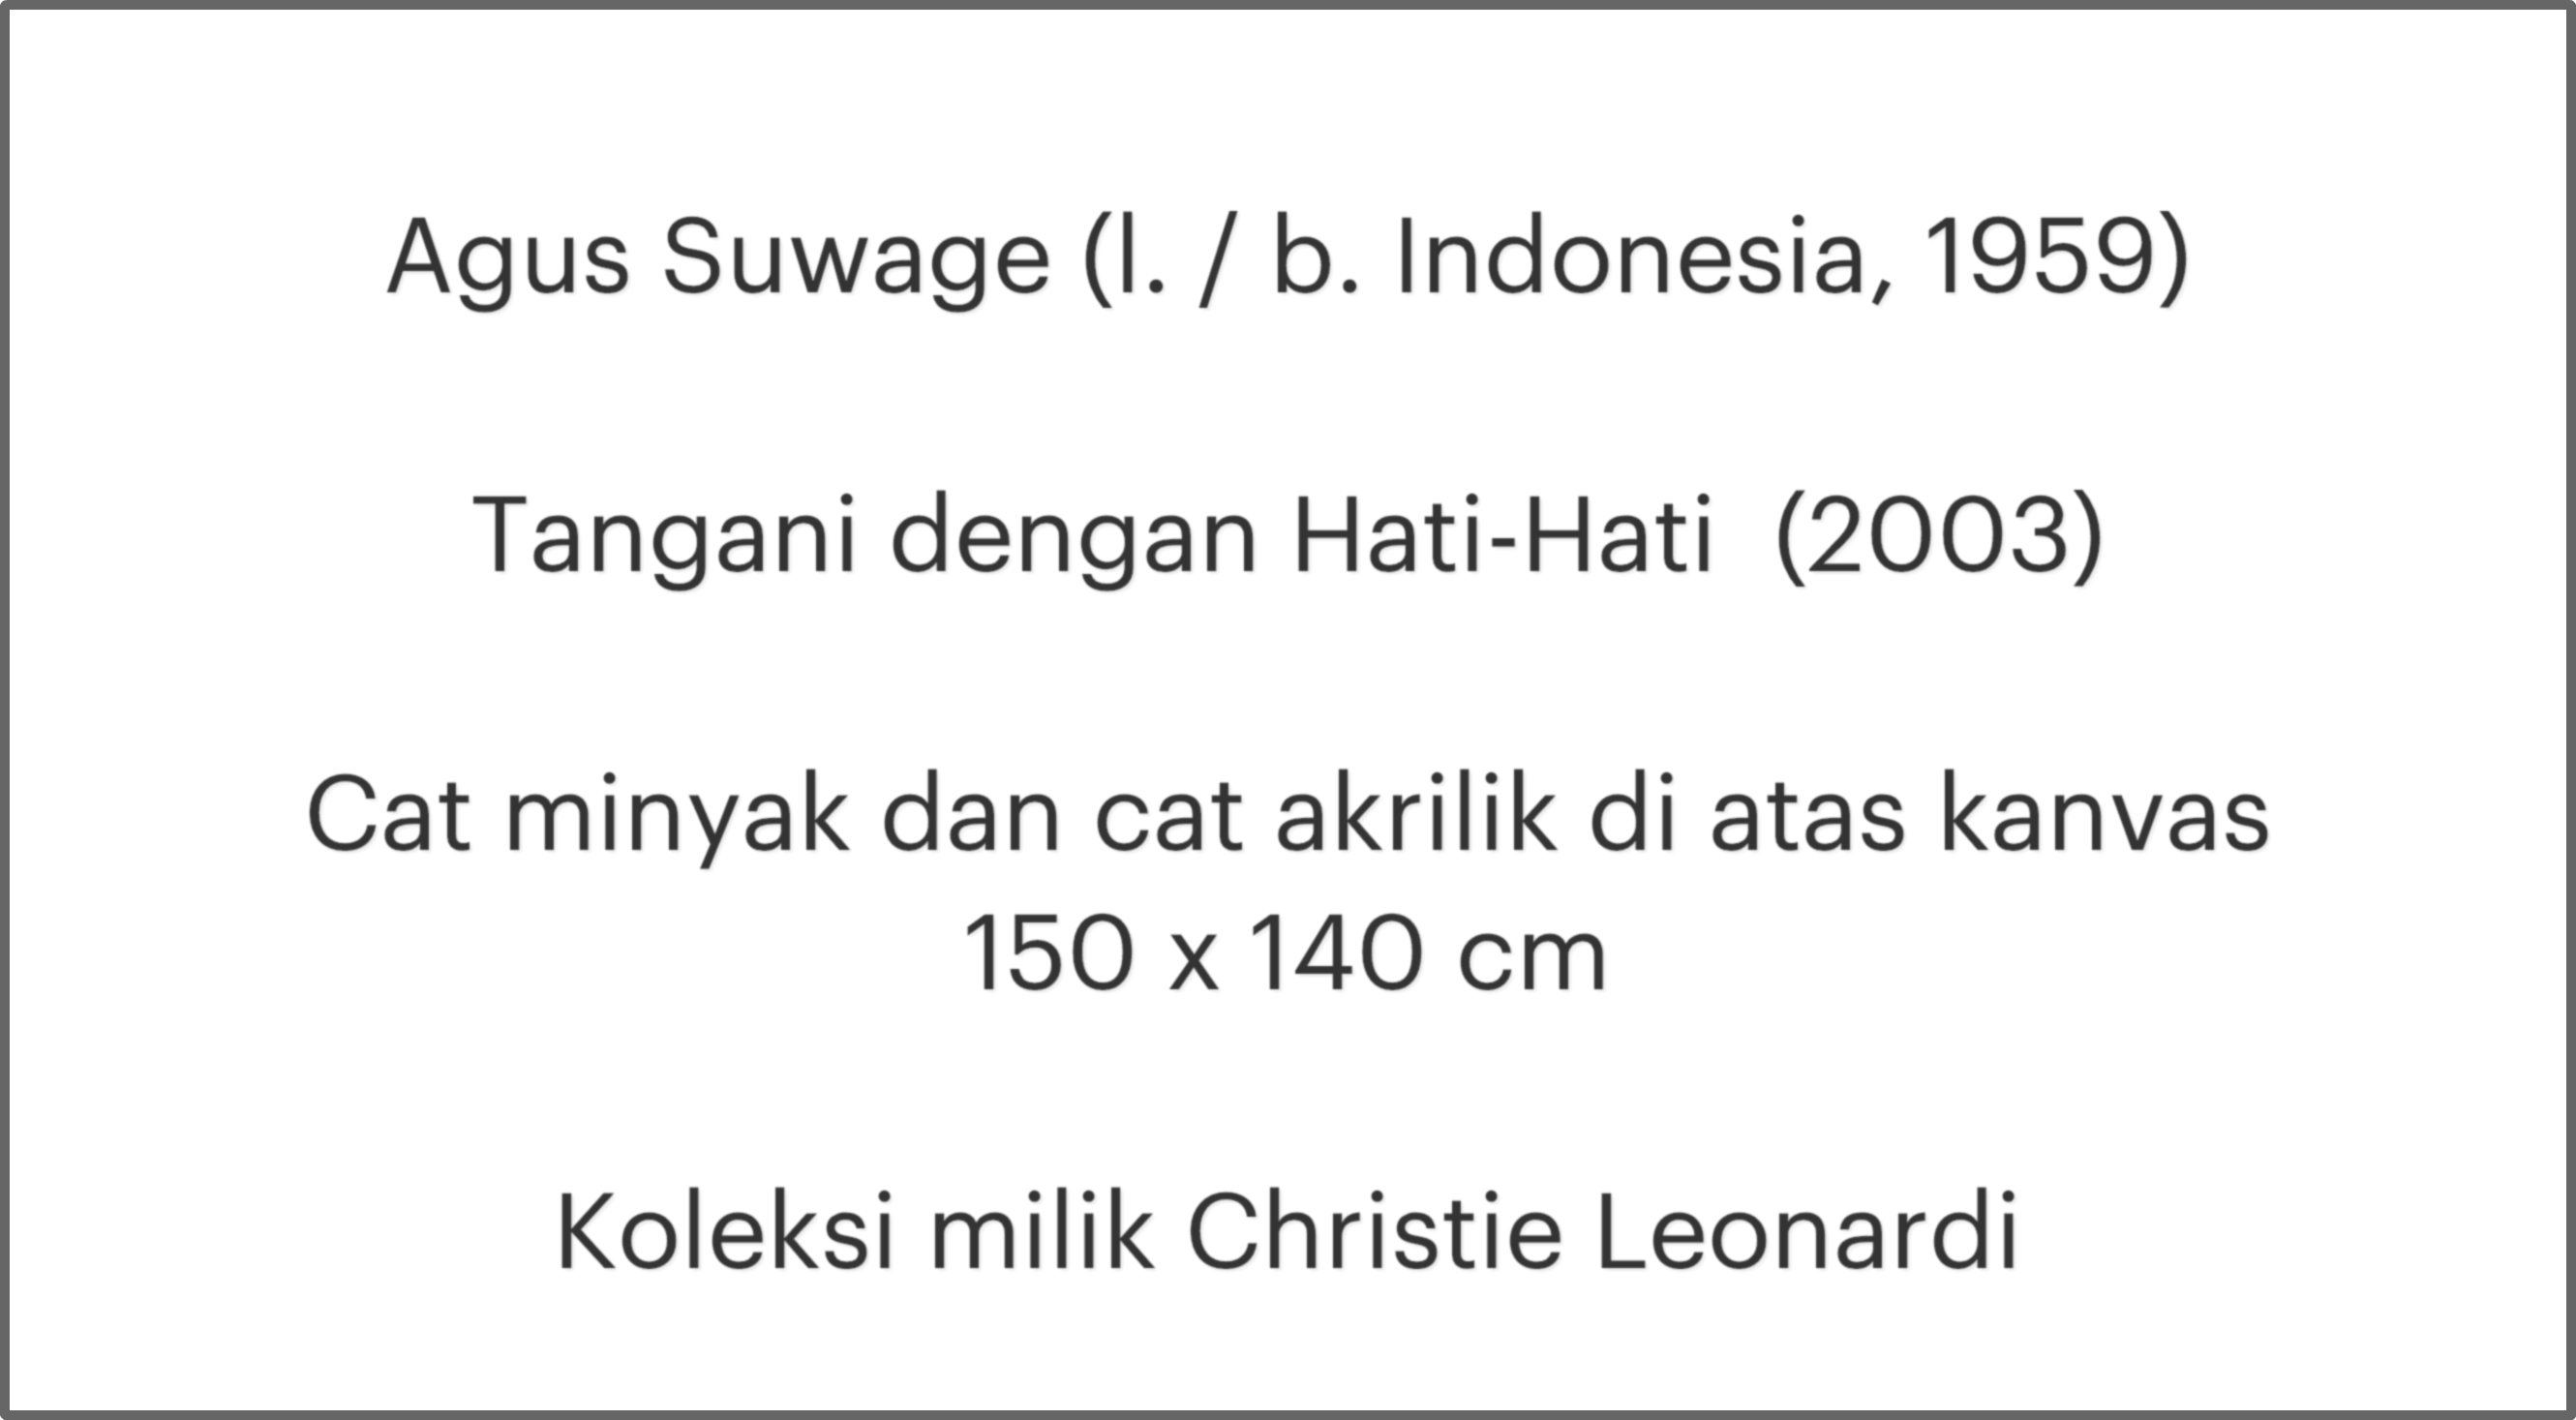 Agus Suwage (l. / b. Indonesia, 1959)
Tangani dengan Hati-Hati (2003)
Cat minyak dan cat akrilik di atas kanvas
150 x 140 cm
Koleksi milik Christie Leonardi